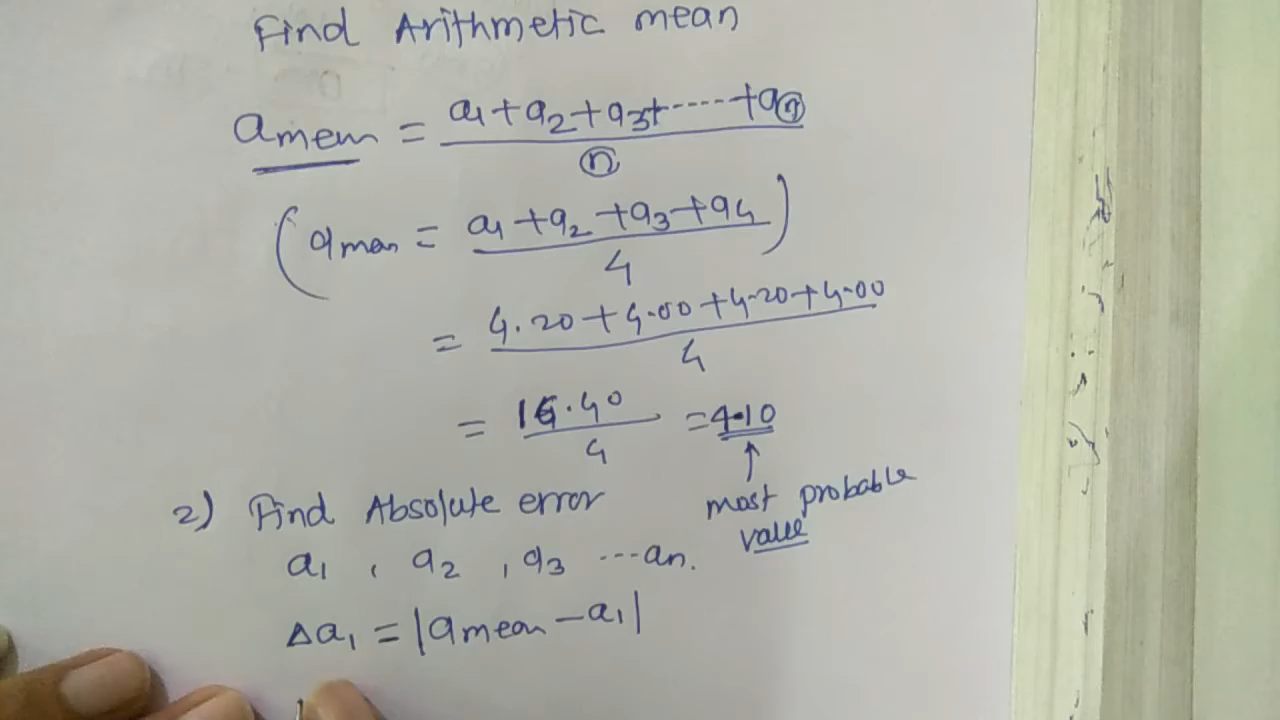 Find Arithmetic mean
amean = a1+a2+a3+-----+an / n
(amean = a1+a2+a3+a4 / 4)
= 4.20+4.00+4.20+4.00 / 4
= 16.40 / 4 = 4.10
↑
most probable
value
2) Find Absolute error
a1 , a2 , a3 ---an.
Δa1 = |amean-a1|